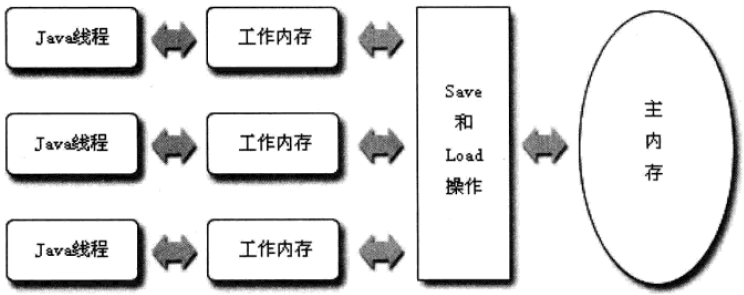 Java线程
工作内存
Java线程
工作内存
Java线程
工作内存
Save
和
Load
操作
主
内
存